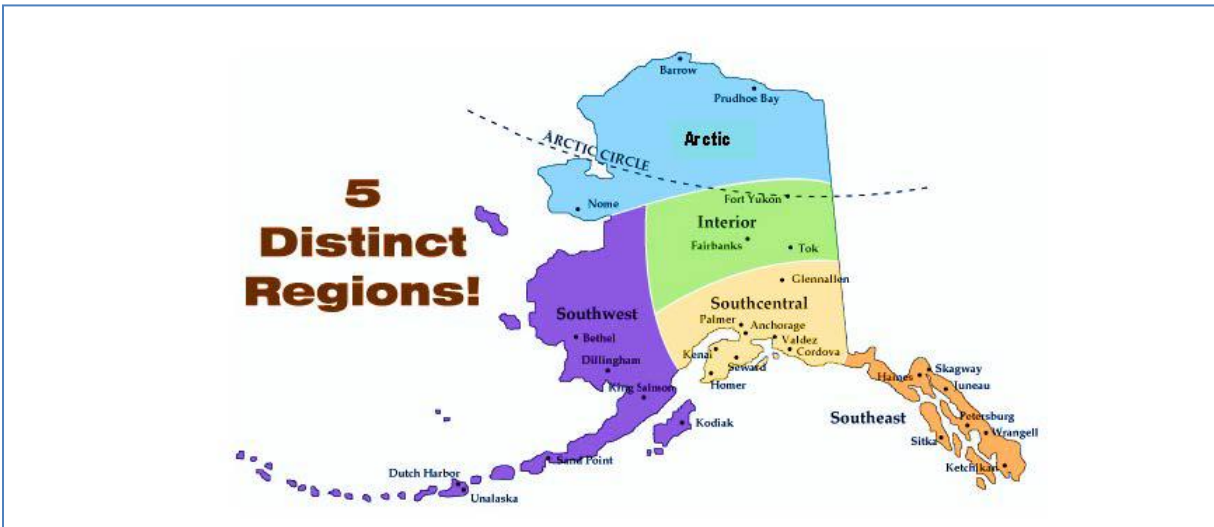 Barrow
Prudhoe Bay
Arctic
ARCTIC CIRCLE
5
Distinct
Regions!
Nome
Fort Yukon
Interior
Fairbanks
Tok
Glennallen
Southcentral
Southwest
Palmer
Anchorage
Bethel
Valdez
Kenai
Cordova
Dillingham
Seward
Homer
King Salmon
Haines
Skagway
Juneau
Kodiak
Southeast
Petersburg
Wrangell
Sitka
Sand Point
Ketchikan
Dutch Harbor
Unalaska